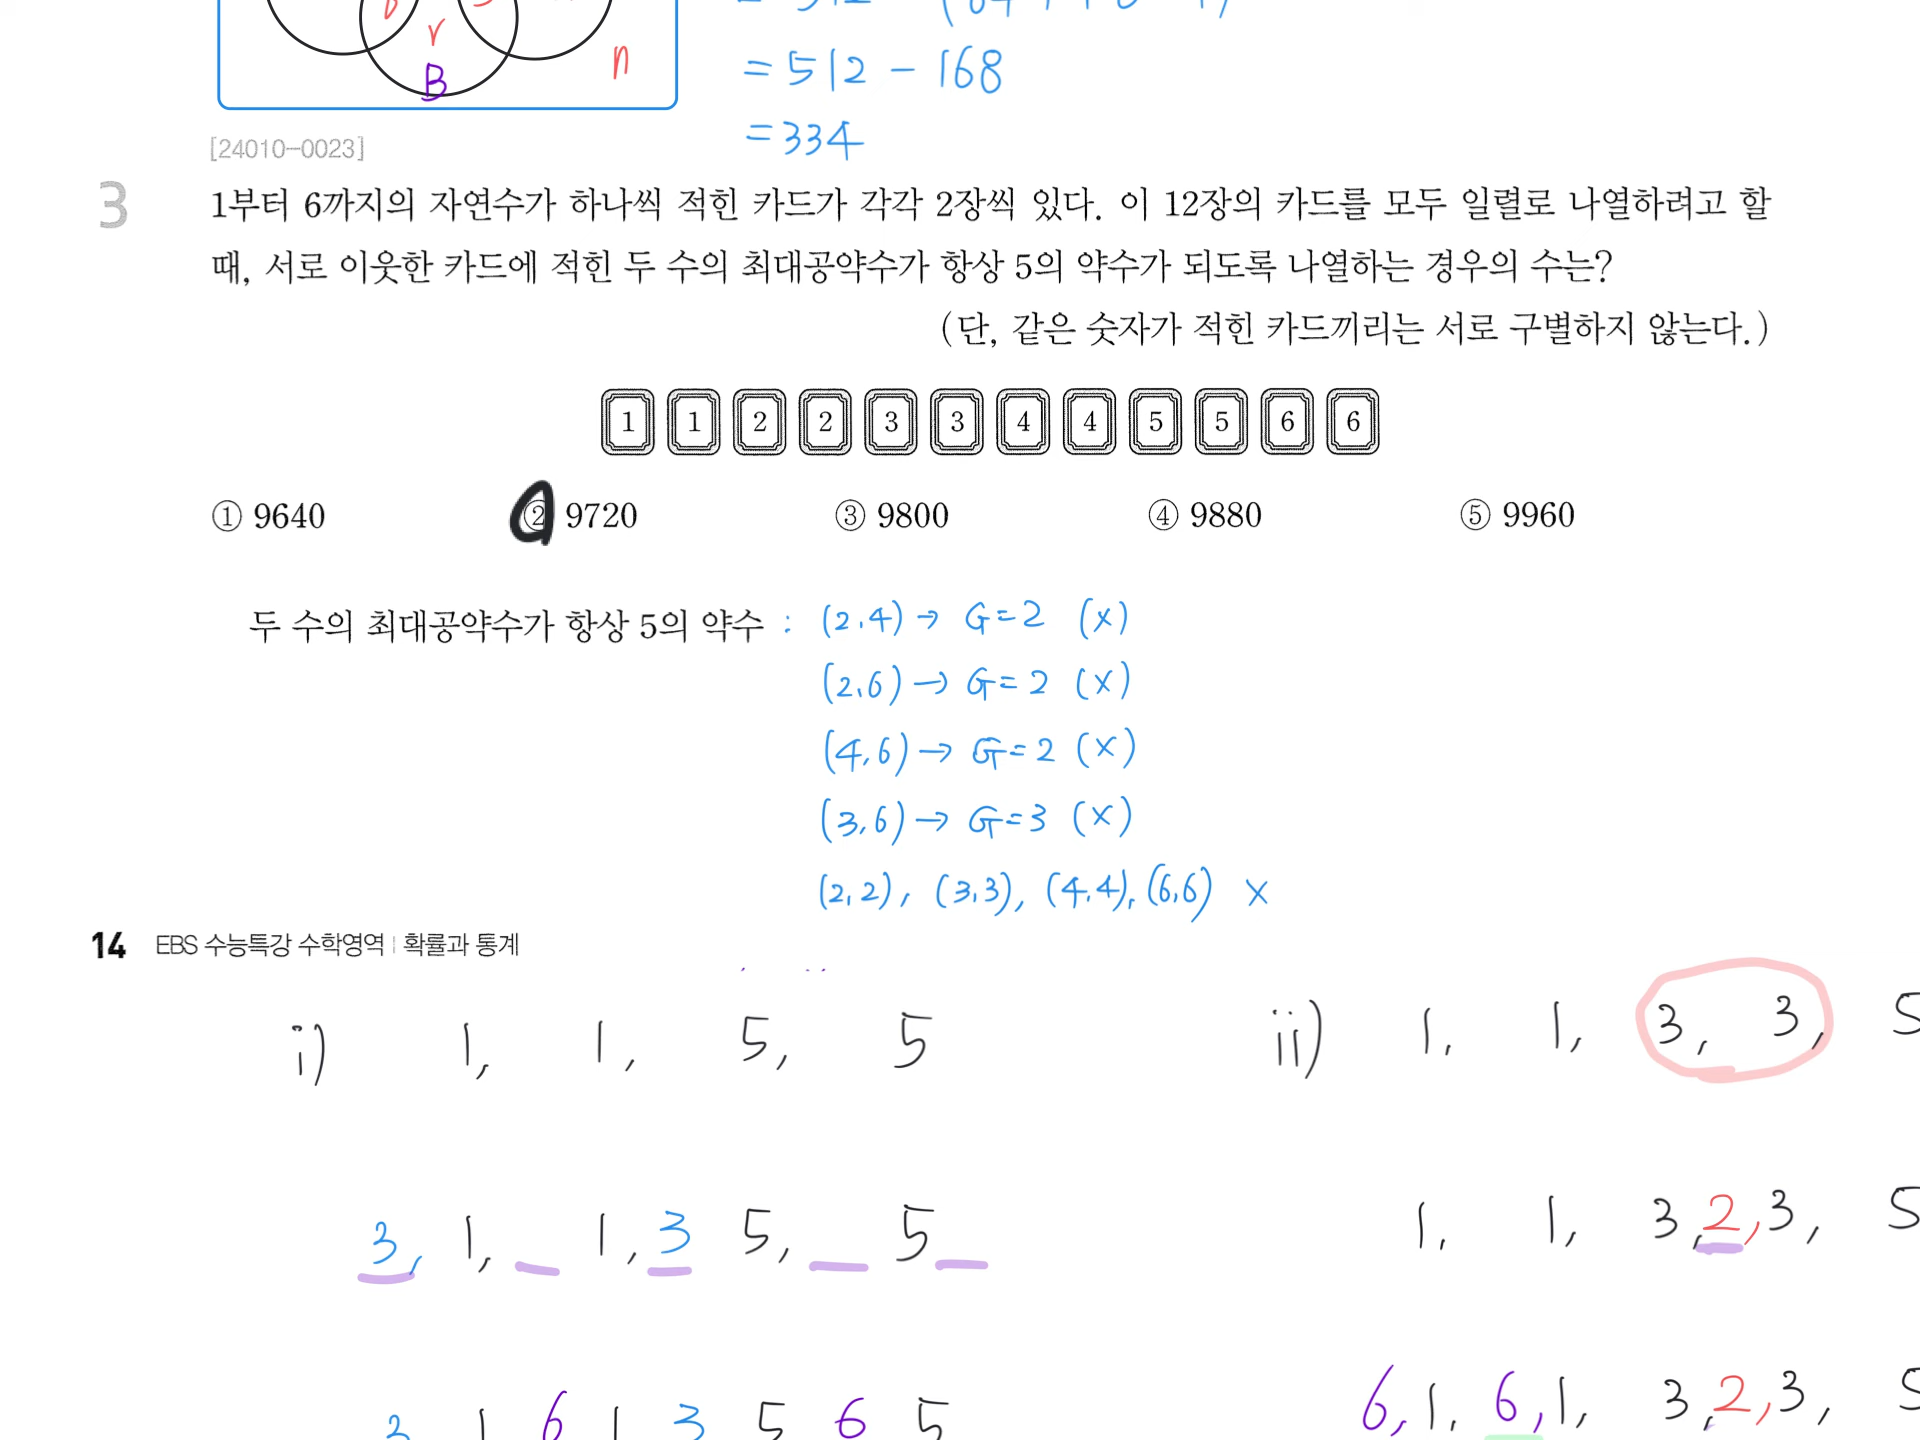 r
n
B
= 512 - 168
= 334
[24010-0023]
3
1부터 6까지의 자연수가 하나씩 적힌 카드가 각각 2장씩 있다. 이 12장의 카드를 모두 일렬로 나열하려고 할
때, 서로 이웃한 카드에 적힌 두 수의 최대공약수가 항상 5의 약수가 되도록 나열하는 경우의 수는?
(단, 같은 숫자가 적힌 카드끼리는 서로 구별하지 않는다.)
1 1 2 2 3 3 4 4 5 5 6 6
① 9640 ② 9720 ③ 9800 ④ 9880 ⑤ 9960
두 수의 최대공약수가 항상 5의 약수 : (2,4) → G=2 (x)
(2,6) → G=2 (x)
(4,6) → G=2 (x)
(3,6) → G=3 (x)
(2,2), (3,3), (4,4), (6,6) x
14 EBS 수능특강 수학영역 | 확률과 통계
i) 1, 1, 5, 5
ii) 1, 1, 3, 3, 5
3, 1, _ 1, 3 5, _ 5 _
1, 1, 3, 2, 3, 5
3 1 6 1 3 5 6 5
6, 1, 6, 1, 3, 2, 3, 5